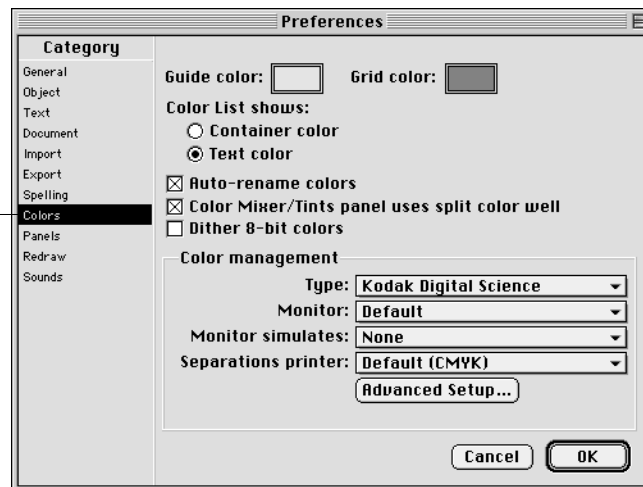 Preferences
Category
General
Object
Text
Document
Import
Export
Spelling
Colors
Panels
Redraw
Sounds
Guide color: Grid color:
Color List shows:
Container color
Text color
Auto-rename colors
Color Mixer/Tints panel uses split color well
Dither 8-bit colors
Color management
Type: Kodak Digital Science
Monitor: Default
Monitor simulates: None
Separations printer: Default (CMYK)
Advanced Setup...
Cancel OK